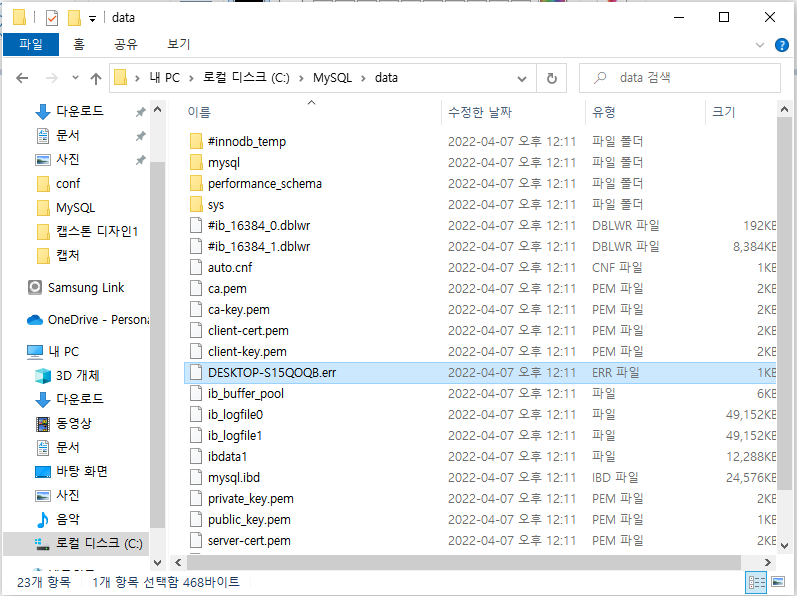 data
파일 홈 공유 보기
내 PC > 로컬 디스크 (C:) > MySQL > data
data 검색
다운로드
문서
사진
conf
MySQL
캡스톤 디자인1
캡처
Samsung Link
OneDrive - Persona
내 PC
3D 개체
다운로드
동영상
문서
바탕 화면
사진
음악
로컬 디스크 (C:)
이름 수정한 날짜 유형 크기
#innodb_temp 2022-04-07 오후 12:11 파일 폴더
mysql 2022-04-07 오후 12:11 파일 폴더
performance_schema 2022-04-07 오후 12:11 파일 폴더
sys 2022-04-07 오후 12:11 파일 폴더
#ib_16384_0.dblwr 2022-04-07 오후 12:11 DBLWR 파일 192KB
#ib_16384_1.dblwr 2022-04-07 오후 12:11 DBLWR 파일 8,384KB
auto.cnf 2022-04-07 오후 12:11 CNF 파일 1KB
ca.pem 2022-04-07 오후 12:11 PEM 파일 2KB
ca-key.pem 2022-04-07 오후 12:11 PEM 파일 2KB
client-cert.pem 2022-04-07 오후 12:11 PEM 파일 2KB
client-key.pem 2022-04-07 오후 12:11 PEM 파일 2KB
DESKTOP-S15QOQB.err 2022-04-07 오후 12:11 ERR 파일 1KB
ib_buffer_pool 2022-04-07 오후 12:11 파일 6KB
ib_logfile0 2022-04-07 오후 12:11 파일 49,152KB
ib_logfile1 2022-04-07 오후 12:11 파일 49,152KB
ibdata1 2022-04-07 오후 12:11 파일 12,288KB
mysql.ibd 2022-04-07 오후 12:11 IBD 파일 24,576KB
private_key.pem 2022-04-07 오후 12:11 PEM 파일 2KB
public_key.pem 2022-04-07 오후 12:11 PEM 파일 1KB
server-cert.pem 2022-04-07 오후 12:11 PEM 파일 2KB
23개 항목 1개 항목 선택함 468바이트